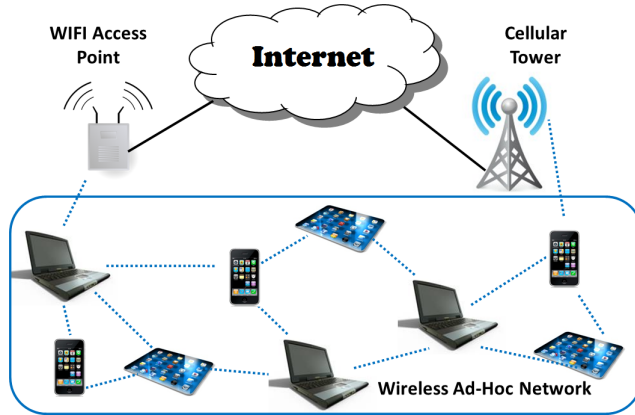 WIFI Access
Point
Internet
Cellular
Tower
Wireless Ad-Hoc Network